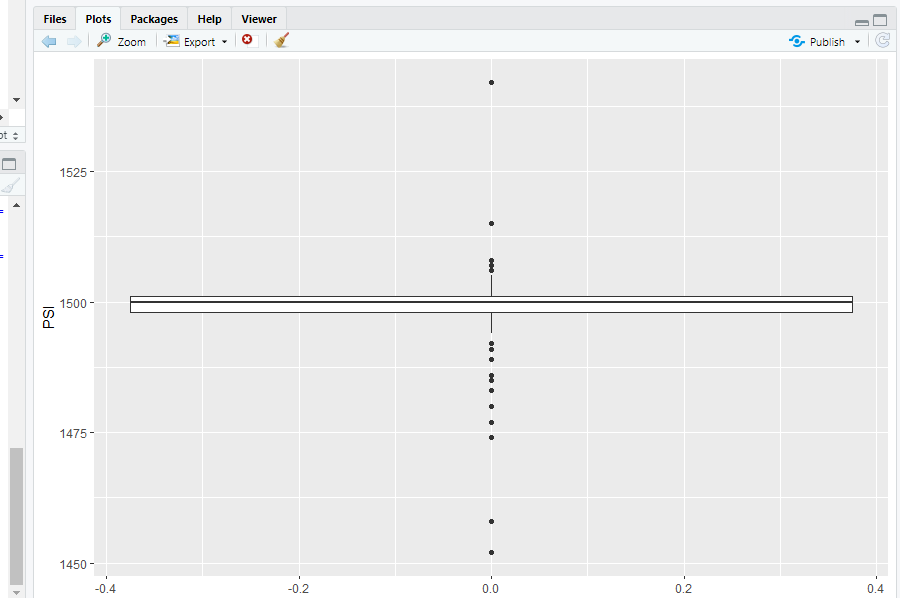 Files Plots Packages Help Viewer
Zoom Export Publish
ot
=
=
1525
1500
1475
1450
PSI
-0.4 -0.2 0.0 0.2 0.4